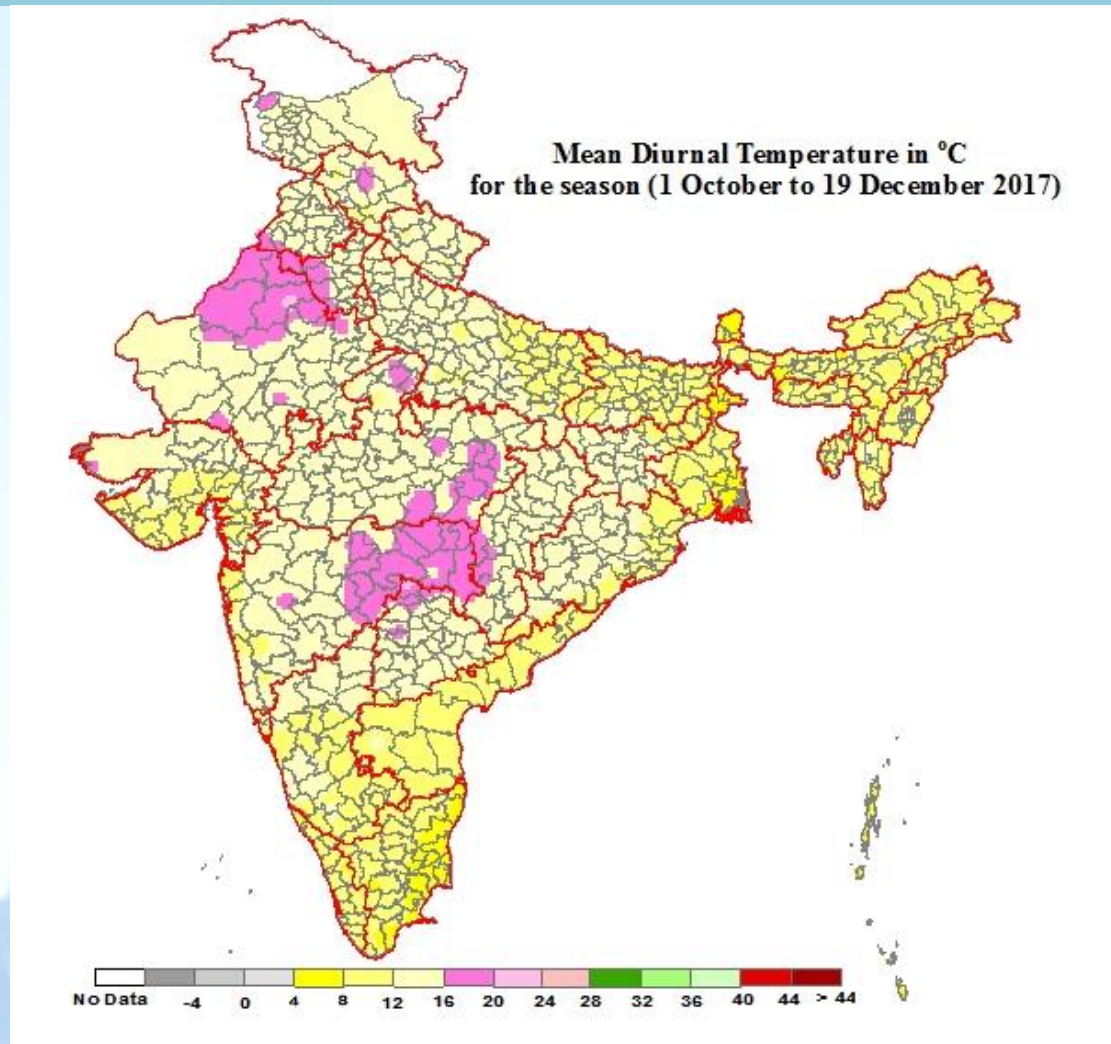 Mean Diurnal Temperature in °C
for the season (1 October to 19 December 2017)
No Data -4 0 4 8 12 16 20 24 28 32 36 40 44 > 44